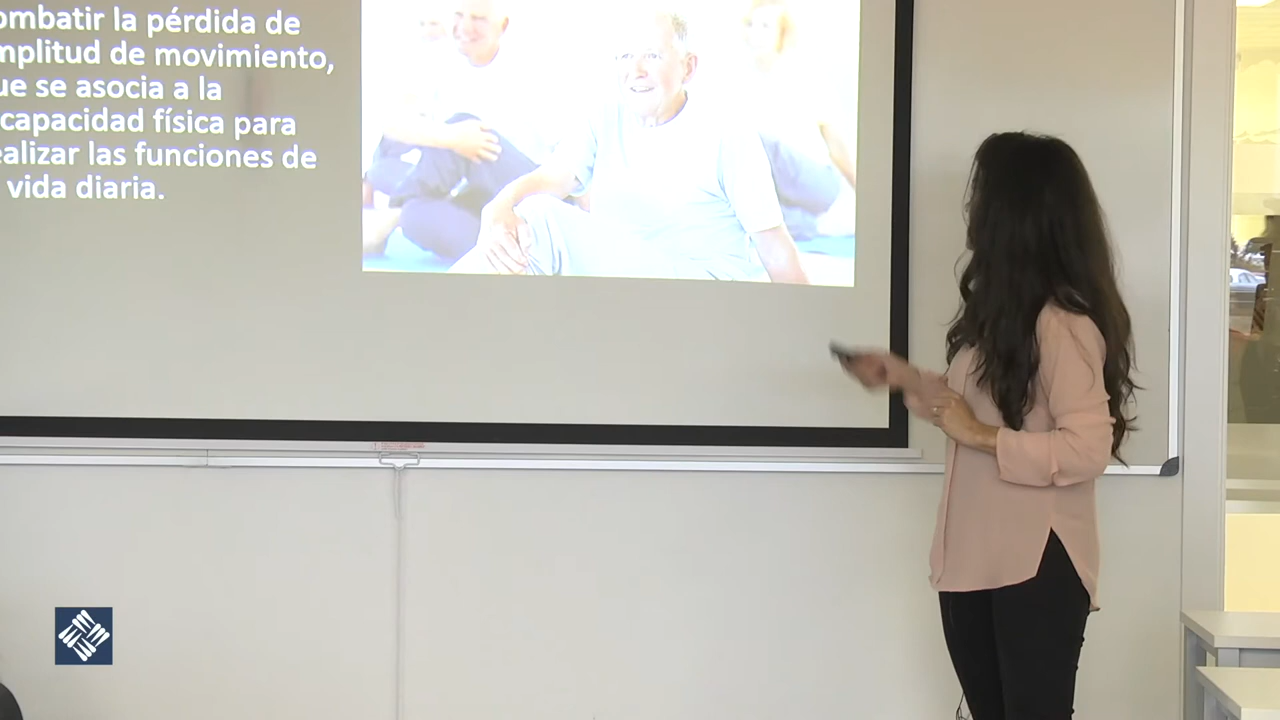 ombatir la pérdida de
mplitud de movimiento,
ue se asocia a la
capacidad física para
ealizar las funciones de
vida diaria.